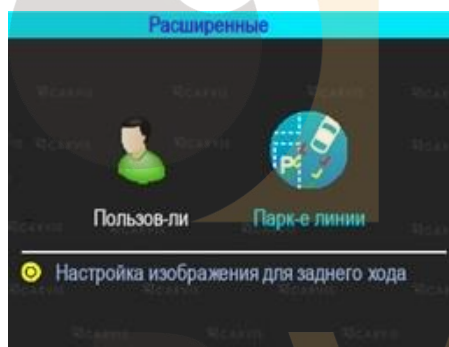 Расширенные
Пользов-ли Парк-е линии
Настройка изображения для заднего хода